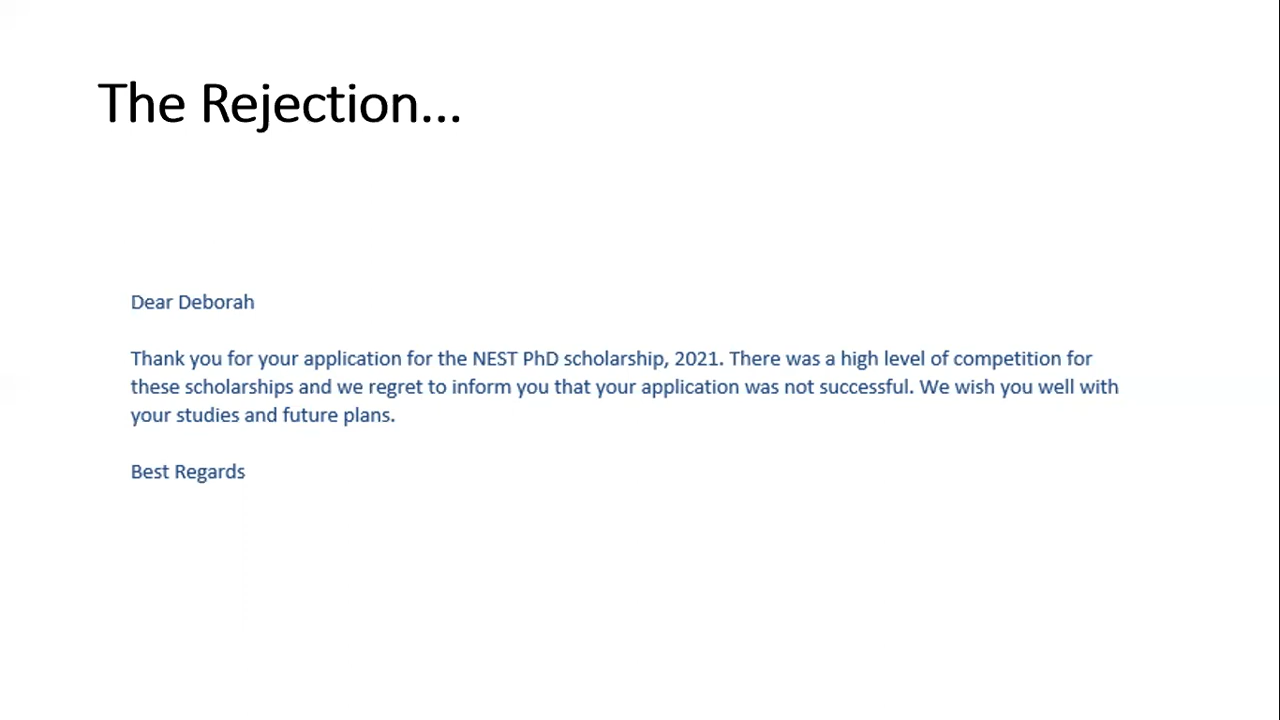 The Rejection...
Dear Deborah
Thank you for your application for the NEST PhD scholarship, 2021. There was a high level of competition for
these scholarships and we regret to inform you that your application was not successful. We wish you well with
your studies and future plans.
Best Regards